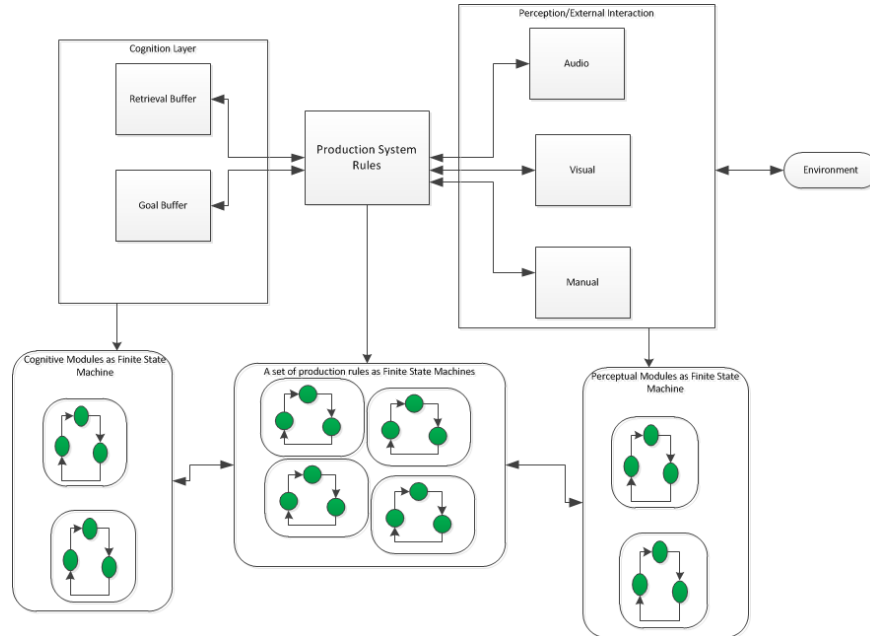 Cognition Layer
Retrieval Buffer
Goal Buffer
Production System
Rules
Perception/External Interaction
Audio
Visual
Manual
Environment
Cognitive Modules as Finite State
Machine
A set of production rules as Finite State Machines
Perceptual Modules as Finite State
Machine